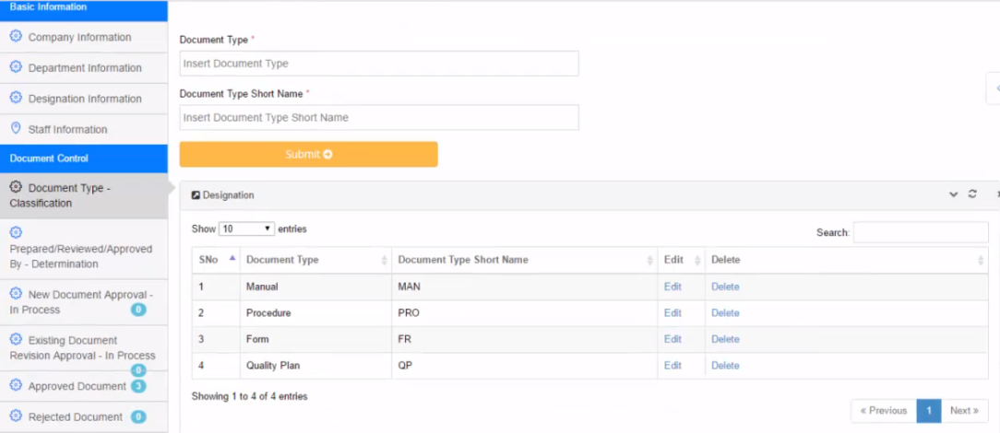 Basic Information
Company Information
Department Information
Designation Information
Staff Information
Document Control
Document Type -
Classification
Prepared/Reviewed/Approved
By - Determination
New Document Approval -
In Process 0
Existing Document
Revision Approval - In Process
0
Approved Document 3
Rejected Document 0
Document Type *
Insert Document Type
Document Type Short Name *
Insert Document Type Short Name
Submit
Designation
Show 10 entries
Search:
SNo Document Type Document Type Short Name Edit Delete
1 Manual MAN Edit Delete
2 Procedure PRO Edit Delete
3 Form FR Edit Delete
4 Quality Plan QP Edit Delete
Showing 1 to 4 of 4 entries
« Previous 1 Next »